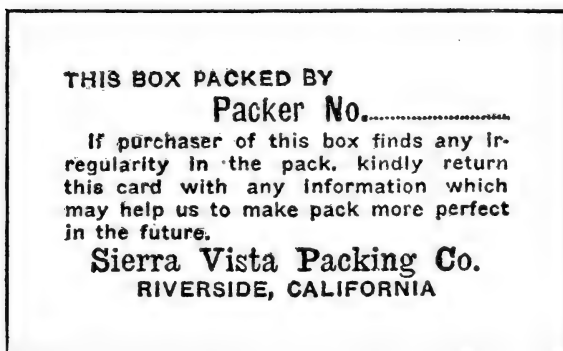 THIS BOX PACKED BY
Packer No....................
If purchaser of this box finds any ir-
regularity in the pack. kindly return
this card with any information which
may help us to make pack more perfect
in the future.
Sierra Vista Packing Co.
RIVERSIDE, CALIFORNIA